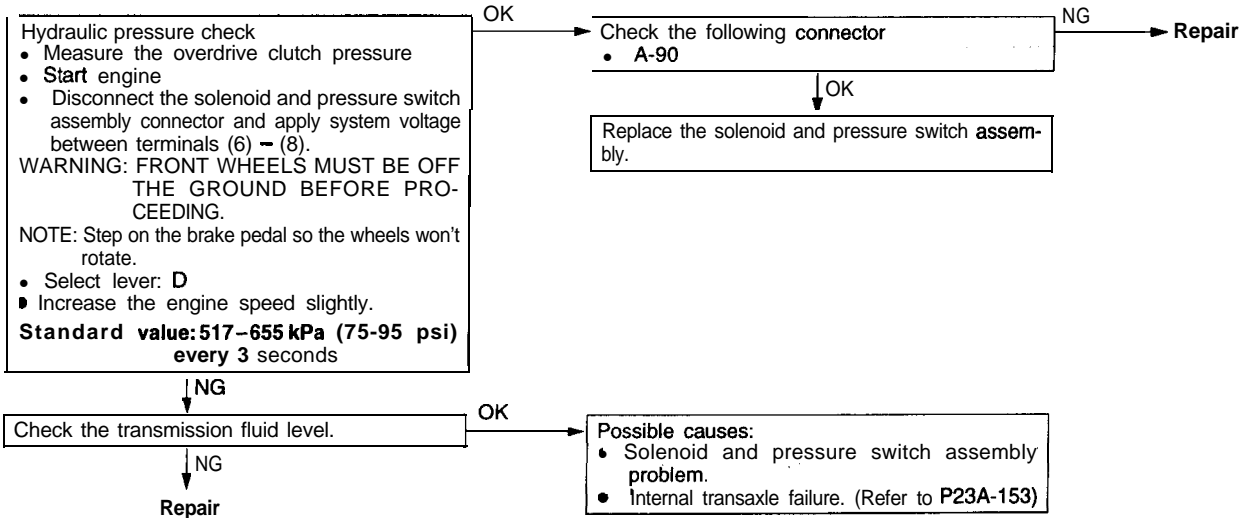 Hydraulic pressure check
• Measure the overdrive clutch pressure
• Start engine
• Disconnect the solenoid and pressure switch
assembly connector and apply system voltage
between terminals (6) – (8).
WARNING: FRONT WHEELS MUST BE OFF
THE GROUND BEFORE PRO-
CEEDING.
NOTE: Step on the brake pedal so the wheels won't
rotate.
• Select lever: D
• Increase the engine speed slightly.
Standard value: 517–655 kPa (75-95 psi)
every 3 seconds
OK
Check the following connector
• A-90
NG
Repair
OK
Replace the solenoid and pressure switch assem-
bly.
NG
Check the transmission fluid level.
OK
Possible causes:
• Solenoid and pressure switch assembly
problem.
• Internal transaxle failure. (Refer to P23A-153)
NG
Repair